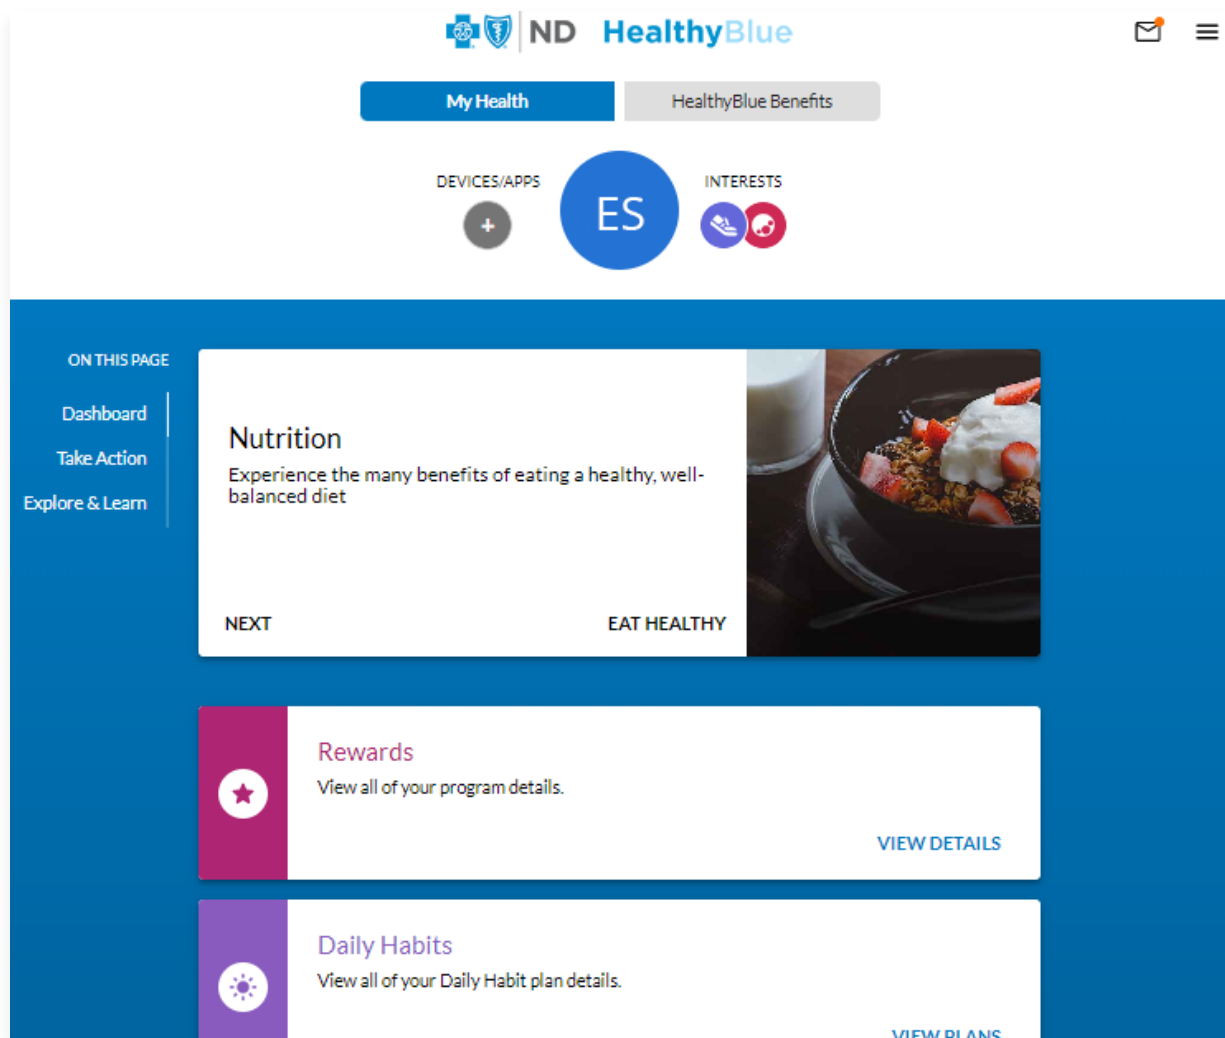 ND HealthyBlue
My Health
HealthyBlue Benefits
DEVICES/APPS
ES
INTERESTS
ON THIS PAGE
Dashboard
Take Action
Explore & Learn
Nutrition
Experience the many benefits of eating a healthy, well-
balanced diet
NEXT
EAT HEALTHY
Rewards
View all of your program details.
VIEW DETAILS
Daily Habits
View all of your Daily Habit plan details.
VIEW PLANS